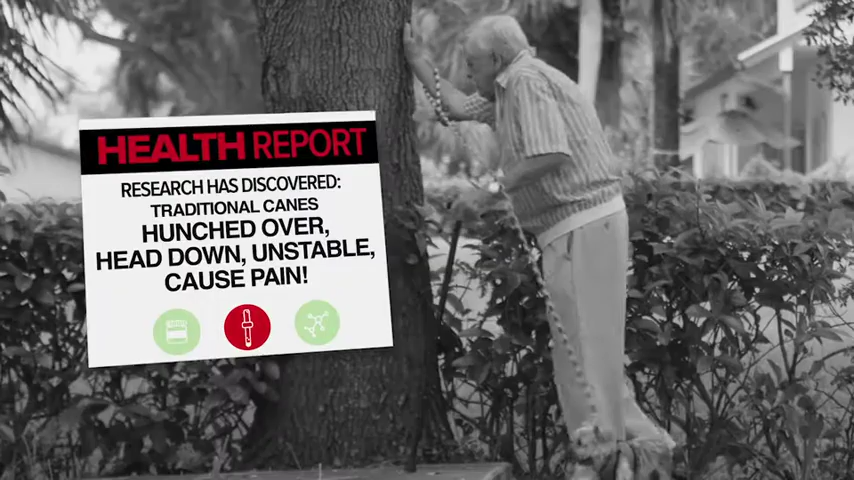 HEALTH REPORT
RESEARCH HAS DISCOVERED:
TRADITIONAL CANES
HUNCHED OVER,
HEAD DOWN, UNSTABLE,
CAUSE PAIN!